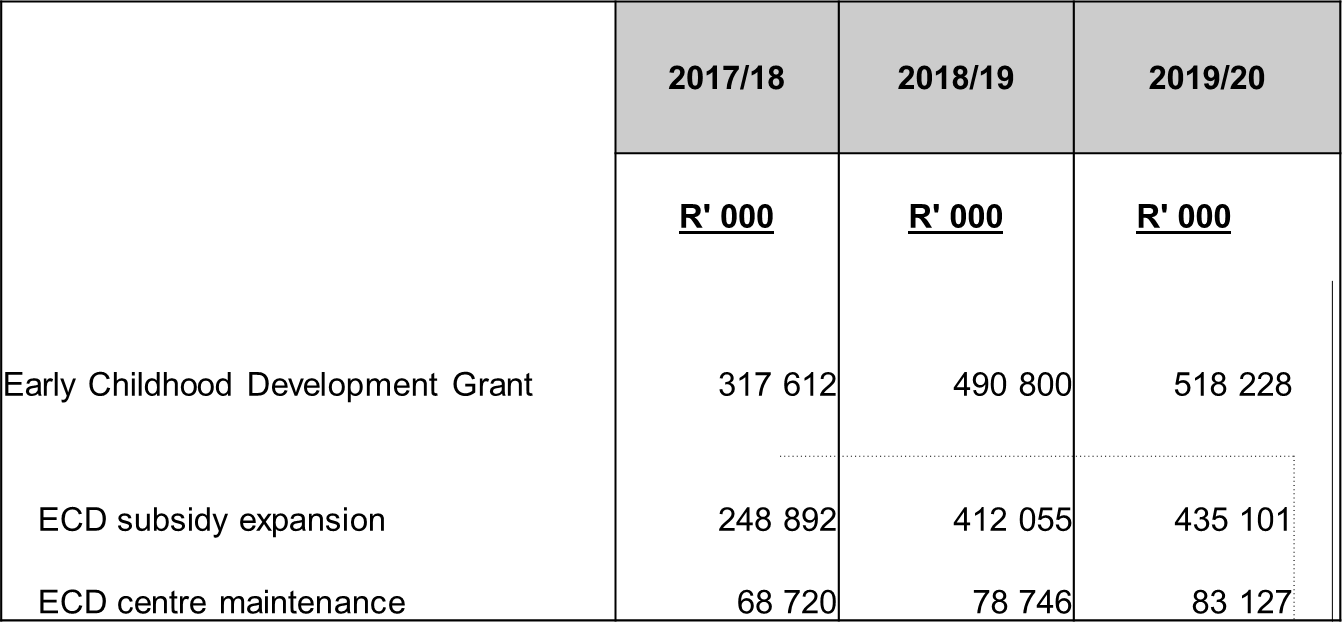 2017/18 2018/19 2019/20
R' 000 R' 000 R' 000
Early Childhood Development Grant 317 612 490 800 518 228
ECD subsidy expansion 248 892 412 055 435 101
ECD centre maintenance 68 720 78 746 83 127